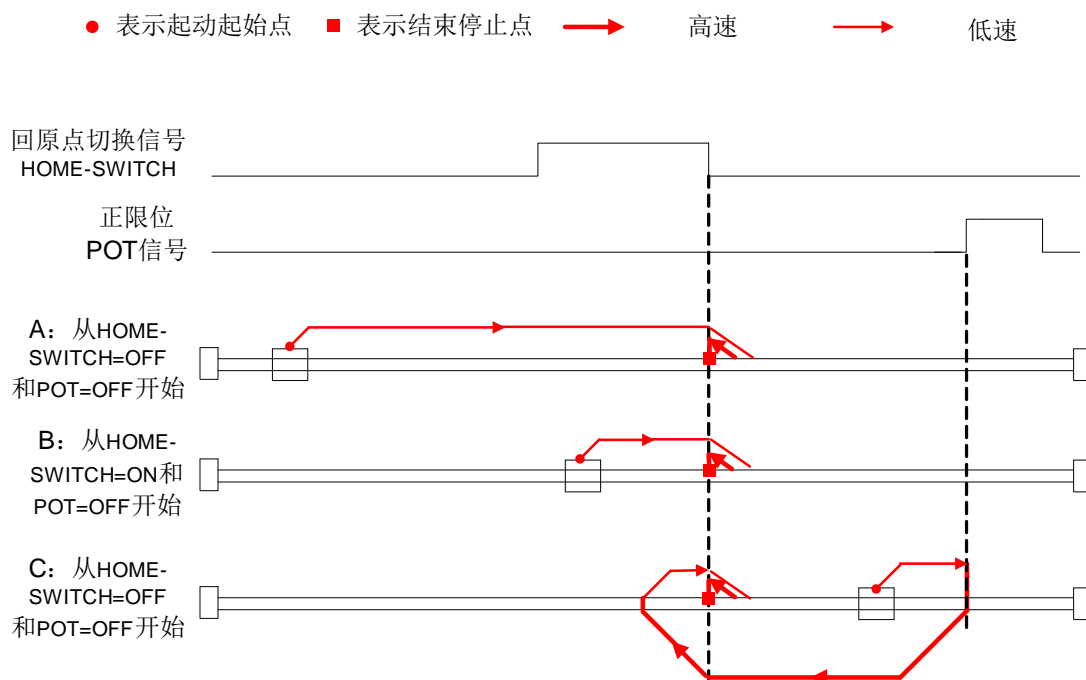 表示起动起始点 表示结束停止点 高速 低速
回原点切换信号
HOME-SWITCH
正限位
POT信号
A：从HOME-
SWITCH=OFF
和POT=OFF开始
B：从HOME-
SWITCH=ON和
POT=OFF开始
C：从HOME-
SWITCH=OFF
和POT=OFF开始